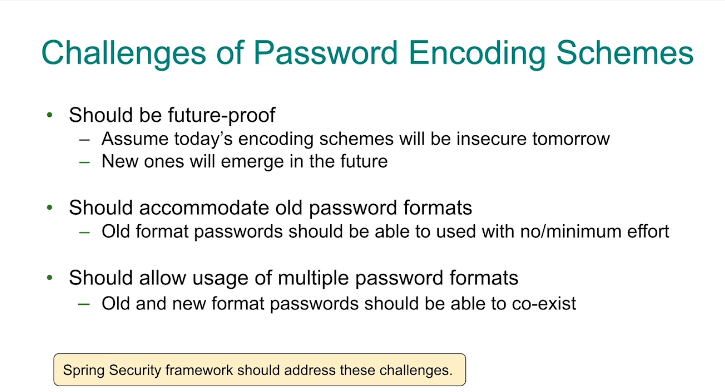 Challenges of Password Encoding Schemes
• Should be future-proof
– Assume today's encoding schemes will be insecure tomorrow
– New ones will emerge in the future
• Should accommodate old password formats
– Old format passwords should be able to used with no/minimum effort
• Should allow usage of multiple password formats
– Old and new format passwords should be able to co-exist
Spring Security framework should address these challenges.